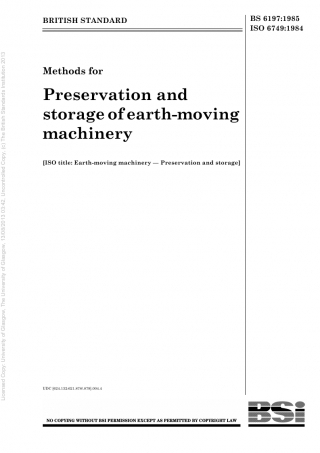 BRITISH STANDARD
BS 6197:1985
ISO 6749:1984
Methods for
Preservation and
storage of earth-moving
machinery
[ISO title: Earth-moving machinery — Preservation and storage]
NO COPYING WITHOUT BSI PERMISSION EXCEPT AS PERMITTED BY COPYRIGHT LAW
BSi